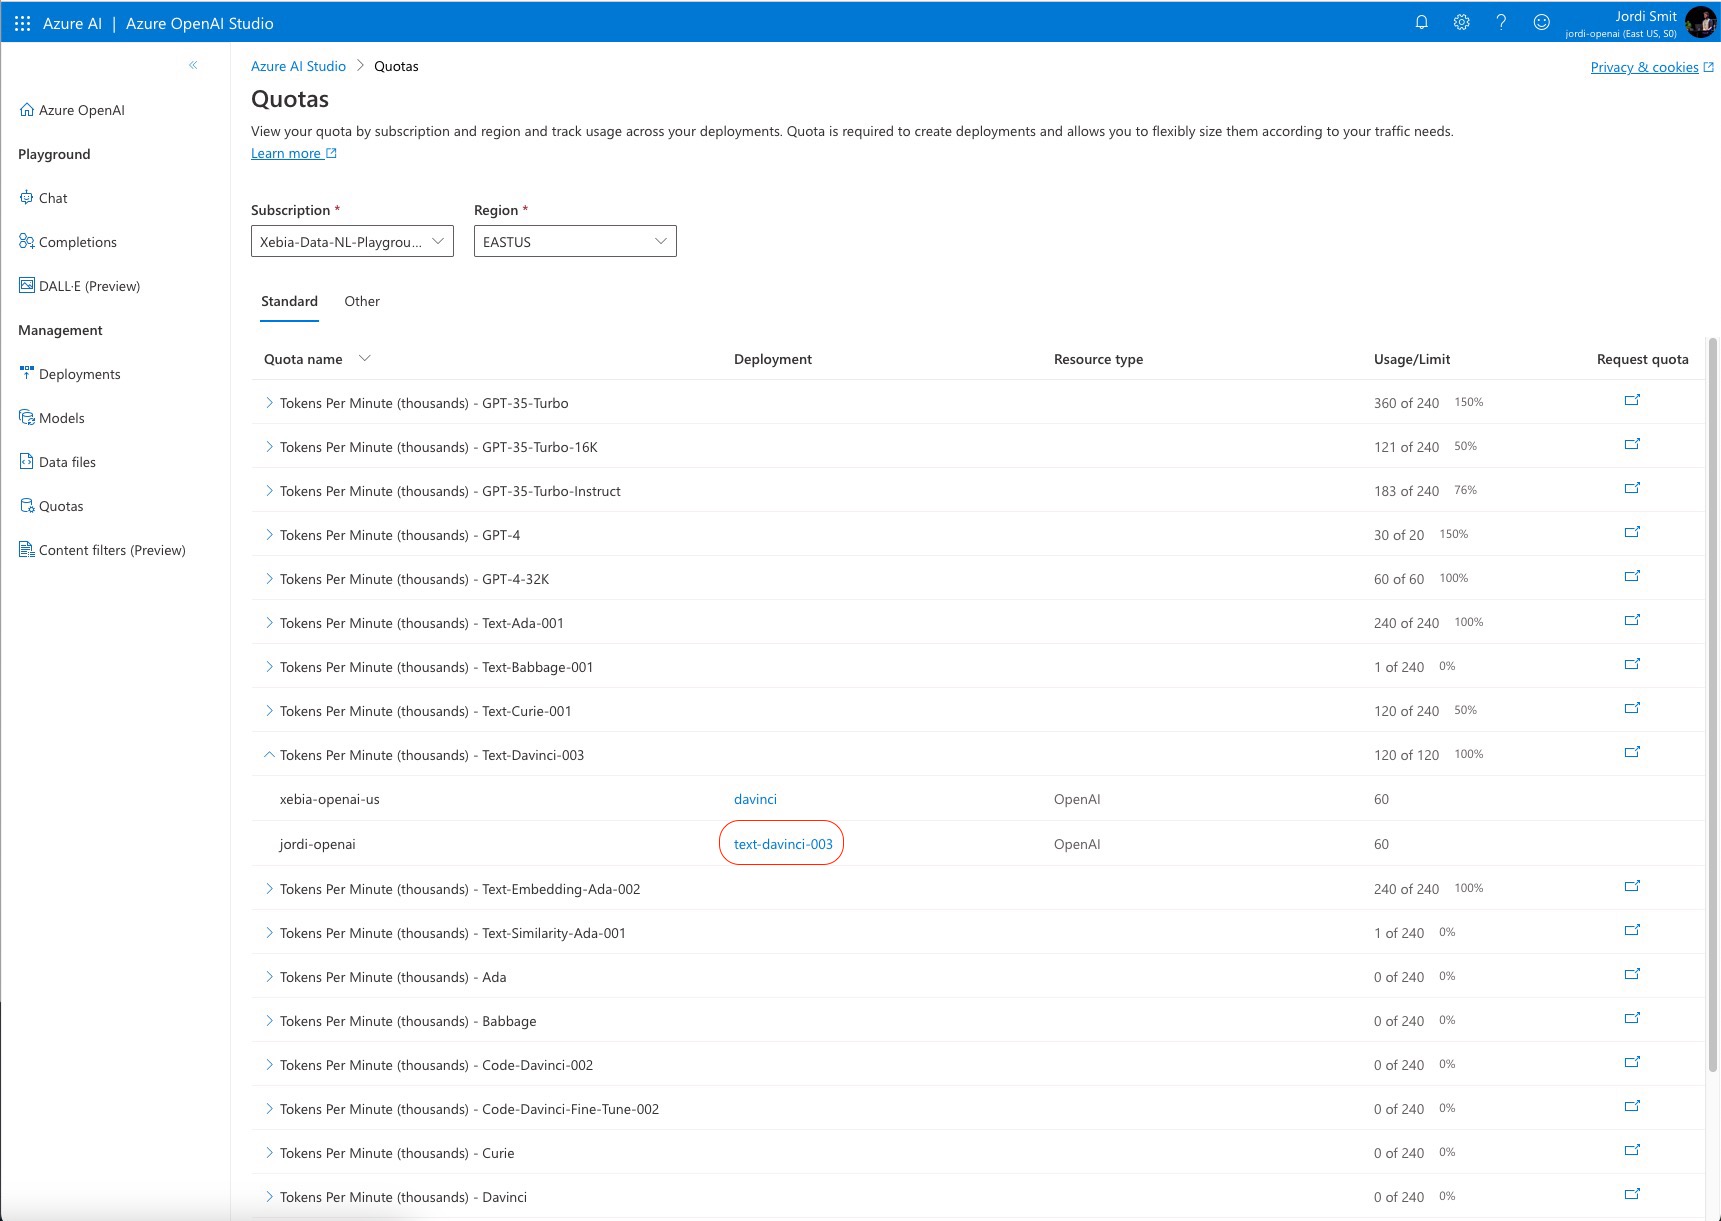 Azure AI | Azure OpenAI Studio
Jordi Smit
jordi-openai (East US, S0)
Azure AI Studio > Quotas
Privacy & cookies
Azure OpenAI
Playground
Chat
Completions
DALL·E (Preview)
Management
Deployments
Models
Data files
Quotas
Content filters (Preview)
Quotas
View your quota by subscription and region and track usage across your deployments. Quota is required to create deployments and allows you to flexibly size them according to your traffic needs.
Learn more
Subscription * Region *
Xebia-Data-NL-Playgrou... EASTUS
Standard Other
Quota name Deployment Resource type Usage/Limit Request quota
Tokens Per Minute (thousands) - GPT-35-Turbo 360 of 240 150%
Tokens Per Minute (thousands) - GPT-35-Turbo-16K 121 of 240 50%
Tokens Per Minute (thousands) - GPT-35-Turbo-Instruct 183 of 240 76%
Tokens Per Minute (thousands) - GPT-4 30 of 20 150%
Tokens Per Minute (thousands) - GPT-4-32K 60 of 60 100%
Tokens Per Minute (thousands) - Text-Ada-001 240 of 240 100%
Tokens Per Minute (thousands) - Text-Babbage-001 1 of 240 0%
Tokens Per Minute (thousands) - Text-Curie-001 120 of 240 50%
Tokens Per Minute (thousands) - Text-Davinci-003 120 of 120 100%
xebia-openai-us davinci OpenAI 60
jordi-openai text-davinci-003 OpenAI 60
Tokens Per Minute (thousands) - Text-Embedding-Ada-002 240 of 240 100%
Tokens Per Minute (thousands) - Text-Similarity-Ada-001 1 of 240 0%
Tokens Per Minute (thousands) - Ada 0 of 240 0%
Tokens Per Minute (thousands) - Babbage 0 of 240 0%
Tokens Per Minute (thousands) - Code-Davinci-002 0 of 240 0%
Tokens Per Minute (thousands) - Code-Davinci-Fine-Tune-002 0 of 240 0%
Tokens Per Minute (thousands) - Curie 0 of 240 0%
Tokens Per Minute (thousands) - Davinci 0 of 240 0%